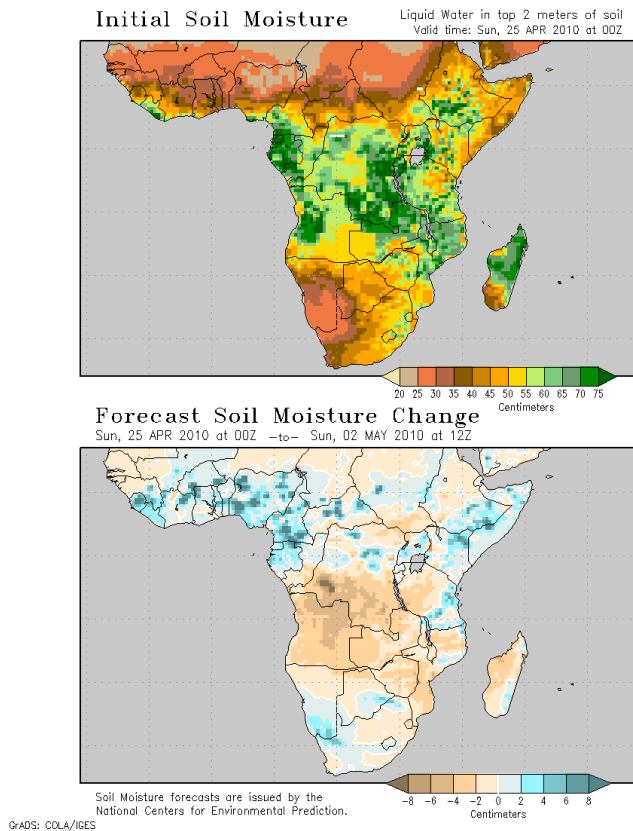 Initial Soil Moisture
Liquid Water in top 2 meters of soil
Valid time: Sun, 25 APR 2010 at 00Z
20 25 30 35 40 45 50 55 60 65 70 75
Centimeters
Forecast Soil Moisture Change
Sun, 25 APR 2010 at 00Z -to- Sun, 02 MAY 2010 at 12Z
-8 -6 -4 -2 0 2 4 6 8
Centimeters
Soil Moisture forecasts are issued by the
National Centers for Environmental Prediction.
GrADS: COLA/IGES